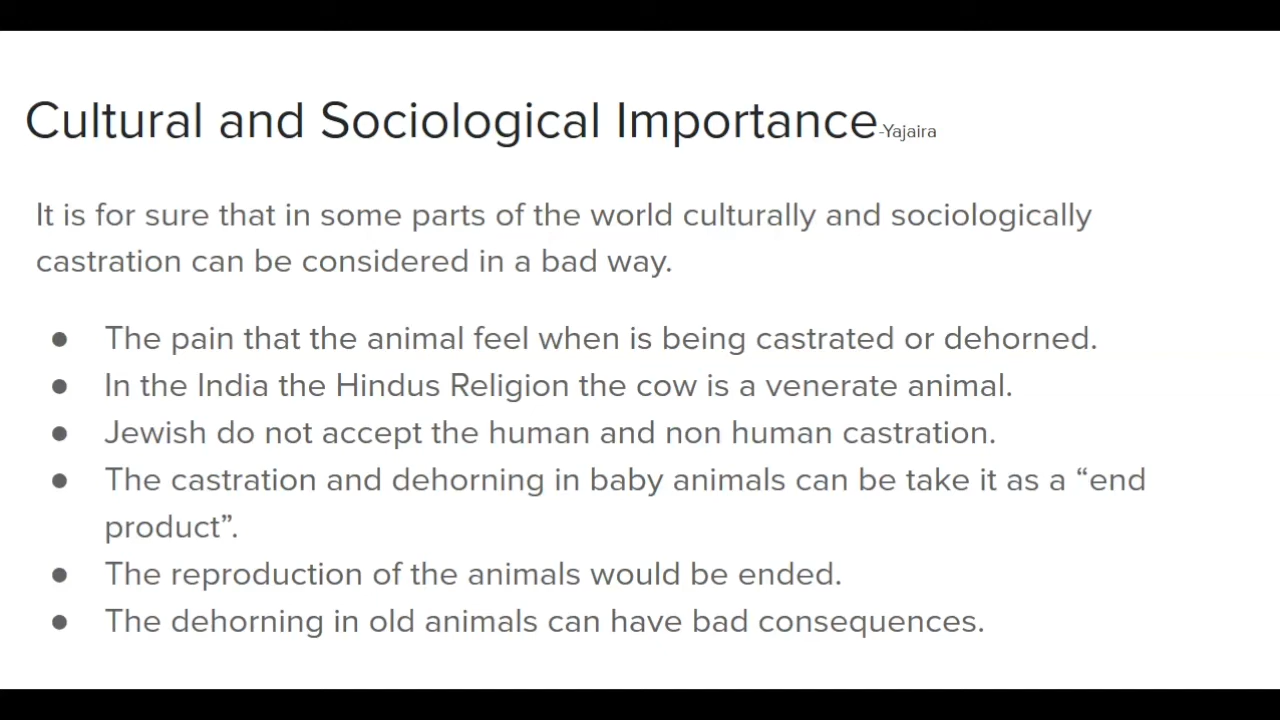 Cultural and Sociological Importance-Yajaira
It is for sure that in some parts of the world culturally and sociologically
castration can be considered in a bad way.
● The pain that the animal feel when is being castrated or dehorned.
● In the India the Hindus Religion the cow is a venerate animal.
● Jewish do not accept the human and non human castration.
● The castration and dehorning in baby animals can be take it as a “end
product”.
● The reproduction of the animals would be ended.
● The dehorning in old animals can have bad consequences.